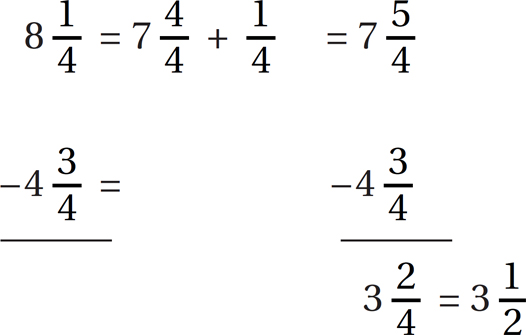 8 1/4 = 7 4/4 + 1/4 = 7 5/4
−4 3/4 = −4 3/4
3 2/4 = 3 1/2